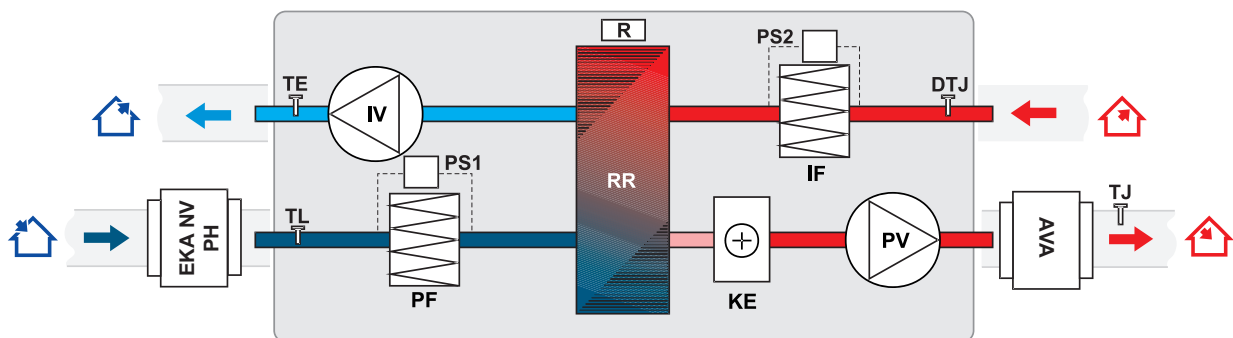 R
PS2
TE
DTJ
IV
PS1
IF
RR
EKA NV
PH
TL
TJ
PV
AVA
PF
KE